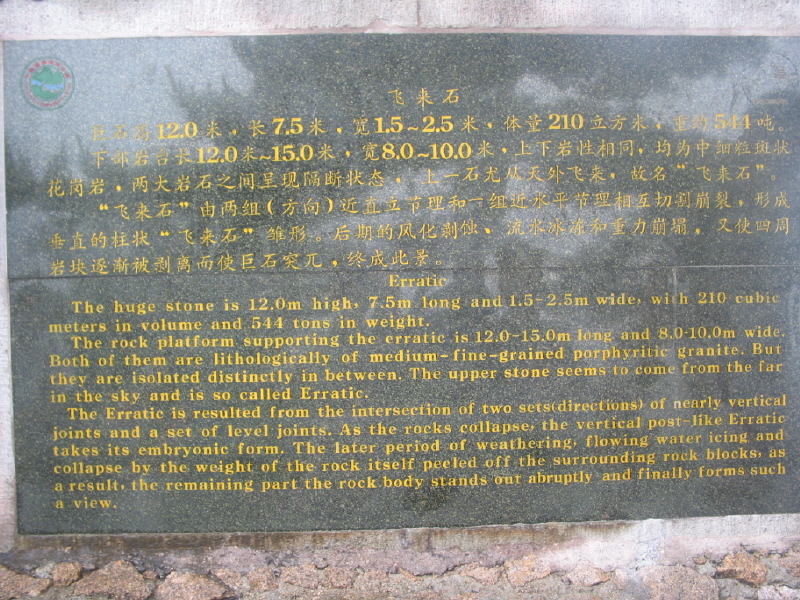 飞来石
巨石高12.0米，长7.5米，宽1.5~2.5米，体量210立方米，重约544吨。
下部岩台长12.0米~15.0米，宽8.0~10.0米，上下岩性相同，均为中细粒斑状
花岗岩，两大岩石之间呈现隔断状态，上一石尤从天外飞来，故名“飞来石”。
“飞来石”由两组(方向)近直立节理和一组近水平节理相互切割崩裂，形成
垂直的柱状“飞来石”雏形。后期的风化剥蚀、流水冰冻和重力崩塌，又使四周
岩块逐渐被剥离而使巨石突兀，终成此景。
Erratic
The huge stone is 12.0m high, 7.5m long and 1.5-2.5m wide, with 210 cubic
meters in volume and 544 tons in weight.
The rock platform supporting the erratic is 12.0-15.0m long and 8.0-10.0m wide.
Both of them are lithologically of medium-fine-grained porphyritic granite. But
they are isolated distinctly in between. The upper stone seems to come from the far
in the sky and is so called Erratic.
The Erratic is resulted from the intersection of two sets(directions) of nearly vertical
joints and a set of level joints. As the rocks collapse, the vertical post-like Erratic
takes its embryonic form. The later period of weathering, flowing water icing and
collapse by the weight of the rock itself peeled off the surrounding rock blocks, as
a result, the remaining part the rock body stands out abruptly and finally forms such
a view.